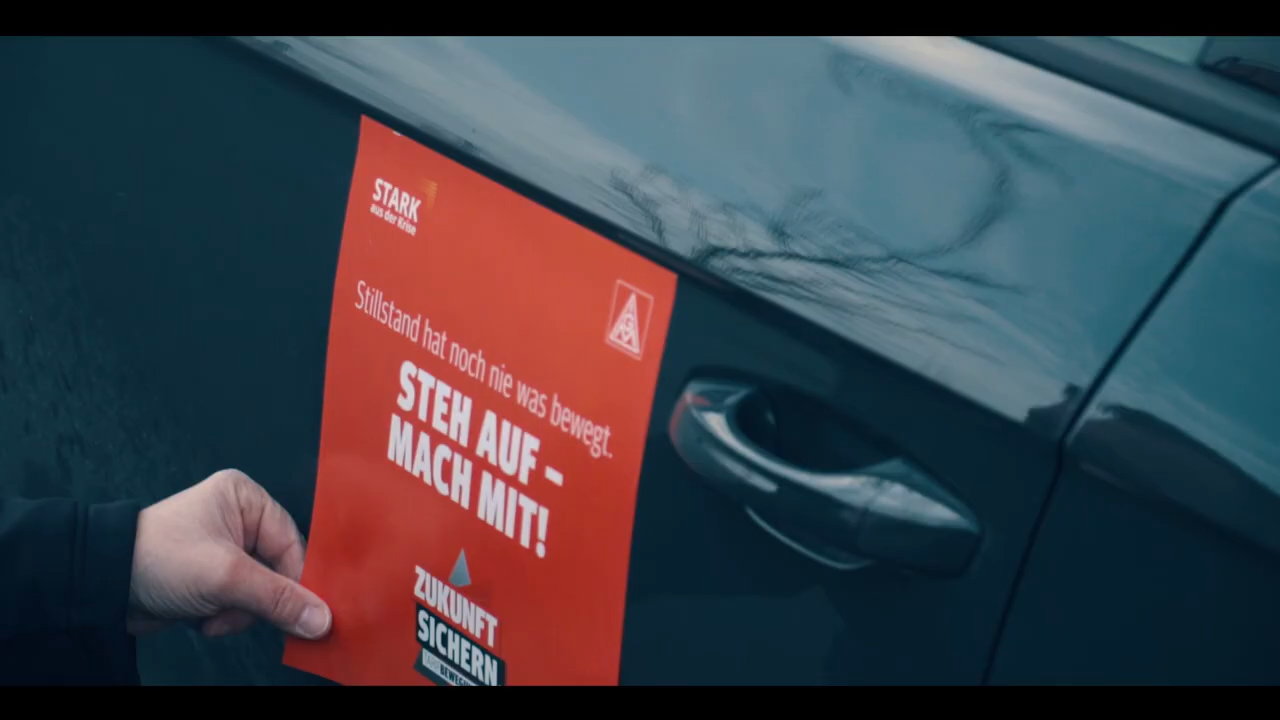 STARK
aus der Krise
Stillstand hat noch nie was bewegt.
STEH AUF –
MACH MIT!
ZUKUNFT
SICHERN